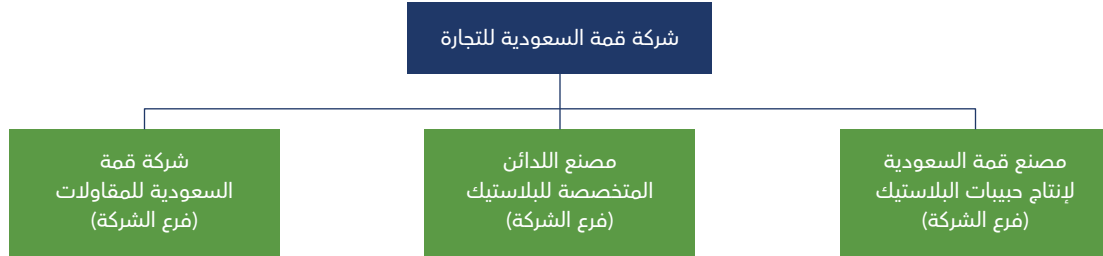 شركة قمة السعودية للتجارة
مصنع قمة السعودية
لإنتاج حبيبات البلاستيك
(فرع الشركة)
مصنع اللدائن
المتخصصة للبلاستيك
(فرع الشركة)
شركة قمة
السعودية للمقاولات
(فرع الشركة)